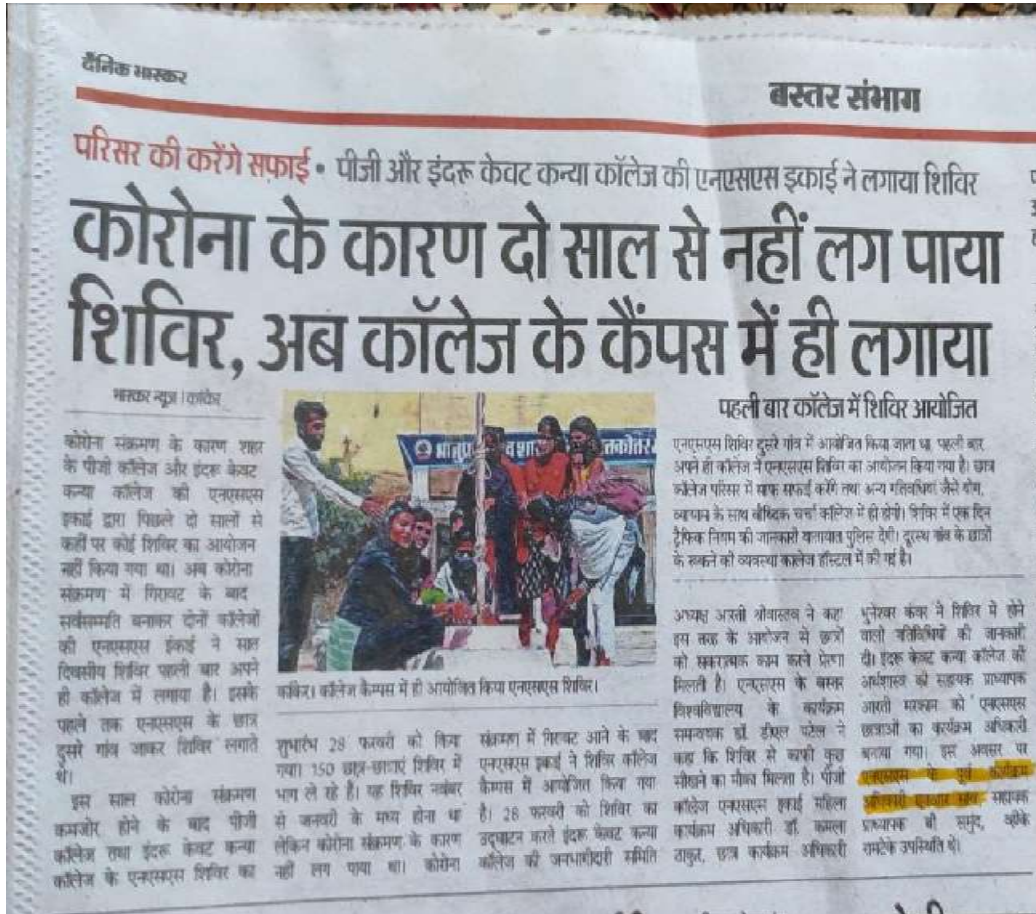 दैनिक भास्कर
बस्तर संभाग
परिसर की करेंगे सफाई • पीजी और इंदरू केवट कन्या कॉलेज की एनएसएस इकाई ने लगाया शिविर
कोरोना के कारण दो साल से नहीं लग पाया
शिविर, अब कॉलेज के कैंपस में ही लगाया
भास्कर न्यूज | कांकेर
कोरोना संक्रमण के कारण शहर
के पीजी कॉलेज और इंदरू केवट
कन्या कॉलेज की एनएसएस
इकाई द्वारा पिछले दो सालों से
कहीं पर कोई शिविर का आयोजन
नहीं किया गया था। अब कोरोना
संक्रमण में गिरावट के बाद
सर्वसम्मति बनाकर दोनों कॉलेजों
की एनएसएस इंकाई ने सात
दिवसीय शिविर पहली बार अपने
ही कॉलेज में लगाया है। इसके
पहले तक एनएसएस के छात्र
दुसरे गांव जाकर शिविर लगाते
थे।
इस साल कोरोना संक्रमण
कमजोर होने के बाद पीजी
कॉलेज तथा इंदरू केवट कन्या
कॉलेज के एनएसएस शिविर का
भानुप्र
कांकेर। कॉलेज कैम्पस में ही आयोजित किया एनएसएस शिविर।
शुभारंभ 28 फरवरी को किया
गया। 150 छात्र-छात्राएं शिविर में
भाग ले रहे हैं। यह शिविर नवंबर
से जनवरी के मध्य होना था
लेकिन कोरोना संक्रमण के कारण
नहीं लग पाया था। कोरोना
संक्रमण में गिरावट आने के बाद
एनएसएस इकाई ने शिविर कॉलेज
कैम्पस में आयोजित किया गया
है। 28 फरवरी को शिविर का
उद्घाटन करते इंदरू केवट कन्या
कॉलेज की जनभागीदारी समिति
पहली बार कॉलेज में शिविर आयोजित
एनएसएस शिविर दुसरे गांव में आयोजित किया जाता था पहली बार
अपने ही कॉलेज में एनएसएस शिविर का आयोजन किया गया है। छात्र
कॉलेज परिसर में साफ सफाई करेंगे तथा अन्य गतिवधियां जैसे योग,
व्यायाम के साथ बौध्दिक चर्चा कॉलेज में ही होगी। शिविर में एक दिन
ट्रैफिक नियम की जानकारी यातायात पुलिस देगी। दूरस्थ गांव के छात्रों
के रूकने की व्यवस्था कालेज हॉस्टल में की गई है।
अध्यक्ष आरती श्रीवास्तव ने कहा
इस तरह के आयोजन से छात्रों
को सकरात्मक काम करने प्रेरणा
मिलती है। एनएसएस के बस्तर
विश्वविद्यालय के कार्यक्रम
समन्वयक डॉ. डीएल पटेल ने
कहा कि शिविर से काफी कुछ
सीखने का मौका मिलता है। पीजी
कॉलेज एनएसएस इकाई महिला
कार्यक्रम अधिकारी डॉ. कमला
ठाकुर, छात्र कार्यक्रम अधिकारी
भुनेश्वर कंवर ने शिविर में होने
वाली गतिविधियों की जानकारी
दी। इंदरू केवट कन्या कॉलेज की
अर्थशास्त्र की सहायक प्राध्यापक
आरती मरकाम को एनएसएस
छात्राओं का कार्यक्रम अधिकारी
बनाया गया। इस अवसर पर
एनएसएस के पूर्व कार्यक्रम
अधिकारी सहायक
प्राध्यापक
रामटेके उपस्थिति थे।